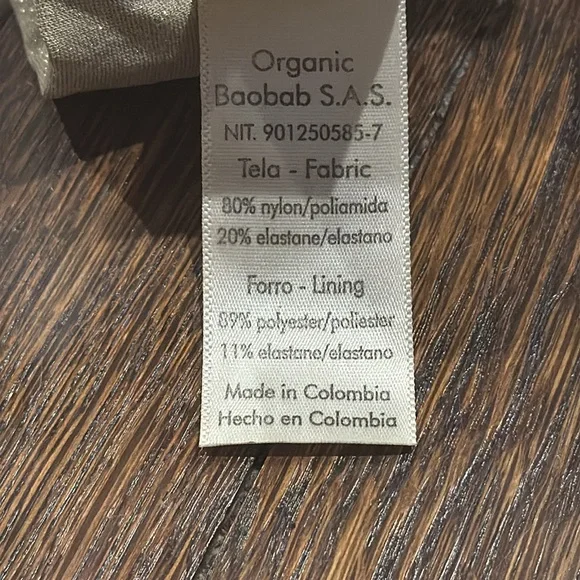 Organic
Baobab S.A.S.
NIT. 901250585-7
Tela - Fabric
80% nylon/poliamida
20% elastane/elastano
Forro - Lining
89% polyester/poliester
11% elastane/elastano
Made in Colombia
Hecho en Colombia